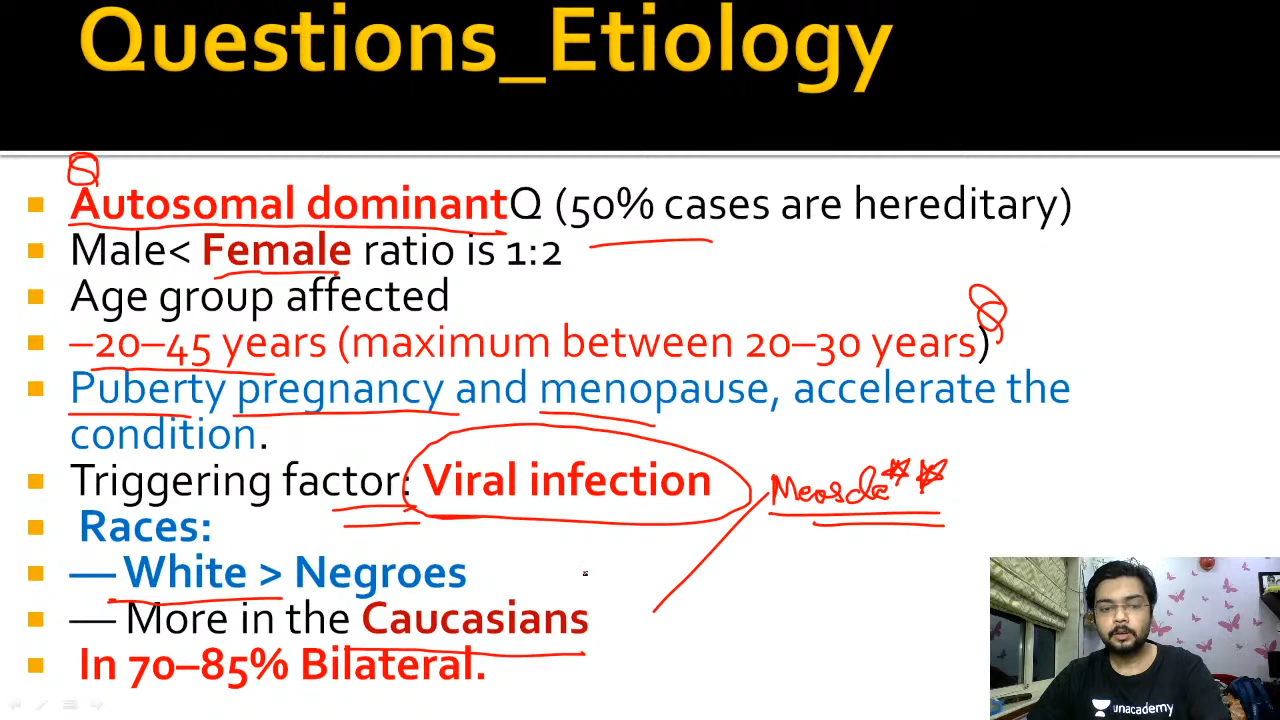 Questions_Etiology
Autosomal dominantQ (50% cases are hereditary)
Male< Female ratio is 1:2
Age group affected
–20–45 years (maximum between 20–30 years)
Puberty pregnancy and menopause, accelerate the
condition.
Triggering factor: Viral infection
Races:
— White > Negroes
— More in the Caucasians
In 70–85% Bilateral.
unacademy